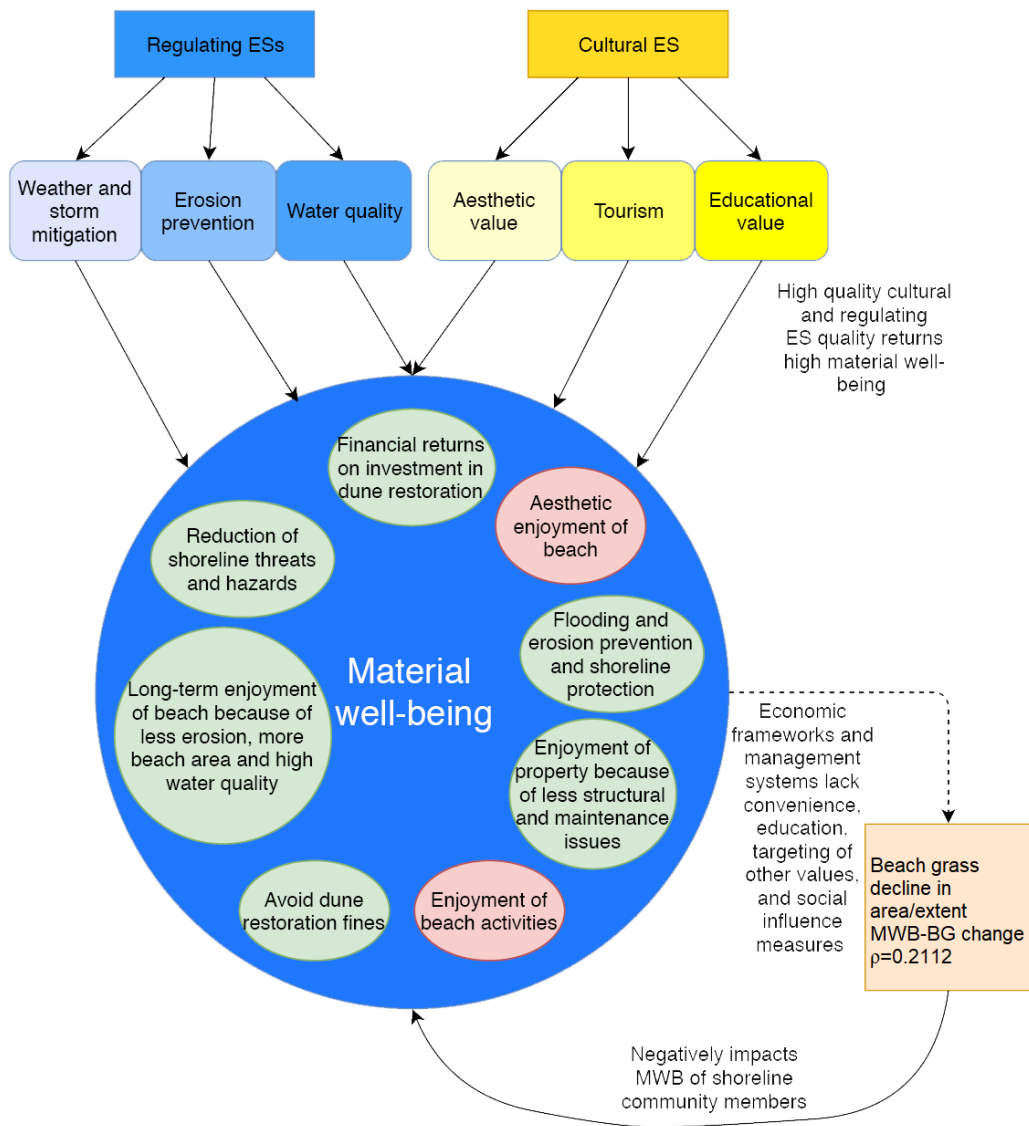 Regulating ESs
Cultural ES
Weather and
storm
mitigation
Erosion
prevention
Water quality
Aesthetic
value
Tourism
Educational
value
High quality cultural
and regulating
ES quality returns
high material well-
being
Financial returns
on investment in
dune restoration
Aesthetic
enjoyment of
beach
Reduction of
shoreline threats
and hazards
Flooding and
erosion prevention
and shoreline
protection
Long-term enjoyment
of beach because of
less erosion, more
beach area and high
water quality
Material
well-being
Enjoyment of
property because
of less structural
and maintenance
issues
Avoid dune
restoration fines
Enjoyment of
beach activities
Economic
frameworks and
management
systems lack
convenience,
education,
targeting of
other values,
and social
influence
measures
Beach grass
decline in
area/extent
MWB-BG change
ρ=0.2112
Negatively impacts
MWB of shoreline
community members